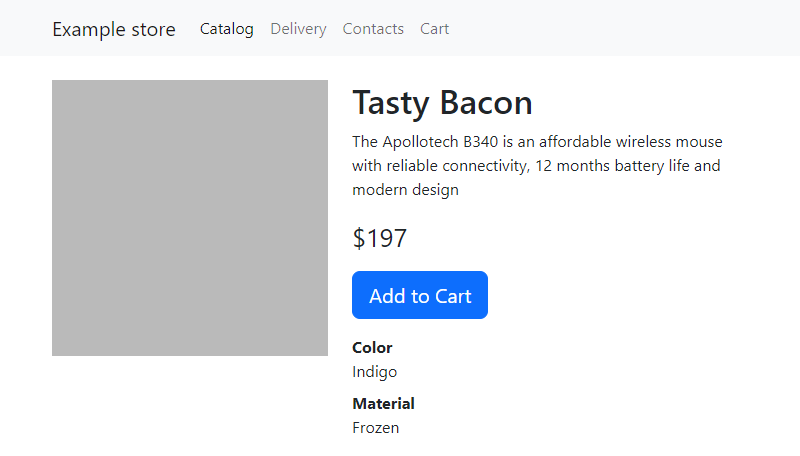 Example store Catalog Delivery Contacts Cart
Tasty Bacon
The Apollotech B340 is an affordable wireless mouse
with reliable connectivity, 12 months battery life and
modern design
$197
Add to Cart
Color
Indigo
Material
Frozen